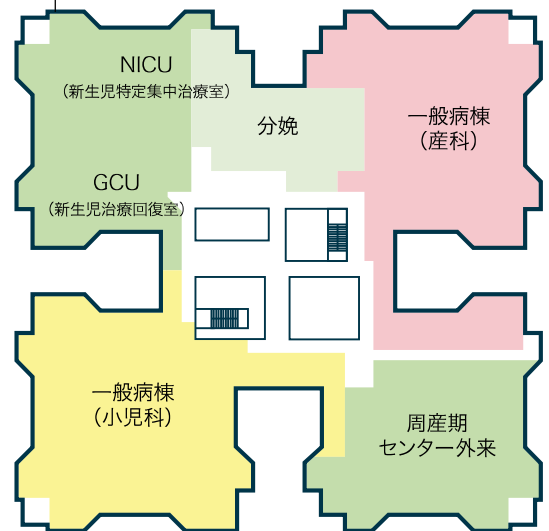 NICU
（新生児特定集中治療室）
GCU
（新生児治療回復室）
分娩
一般病棟
（産科）
一般病棟
（小児科）
周産期
センター外来